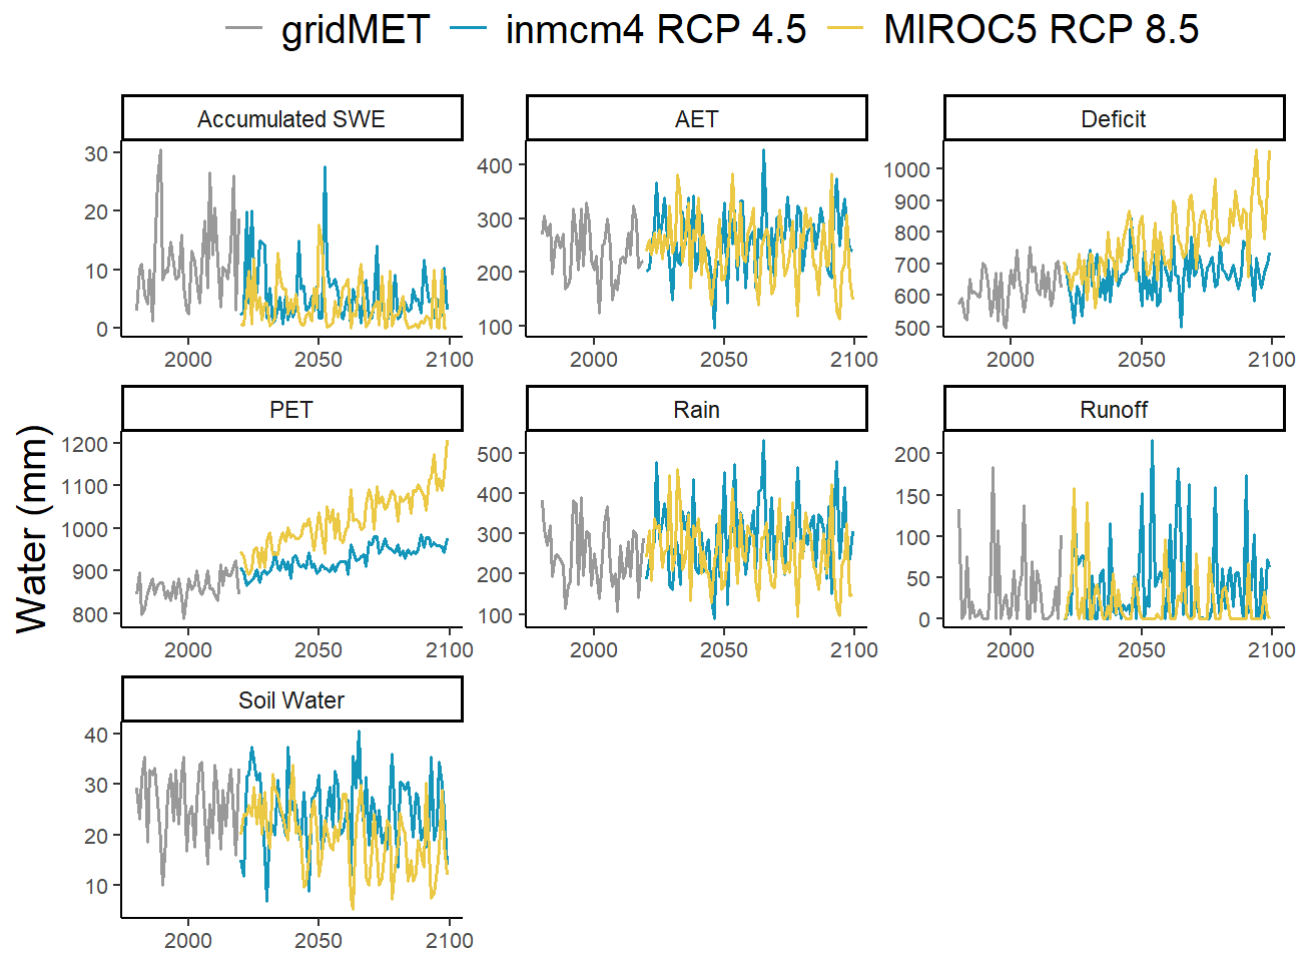 gridMET inmcm4 RCP 4.5 MIROC5 RCP 8.5
Accumulated SWE
30
20
10
0
2000 2050 2100
AET
400
300
200
100
2000 2050 2100
Deficit
1000
900
800
700
600
500
2000 2050 2100
Water (mm)
PET
1200
1100
1000
900
800
2000 2050 2100
Rain
500
400
300
200
100
2000 2050 2100
Runoff
200
150
100
50
0
2000 2050 2100
Soil Water
40
30
20
10
2000 2050 2100